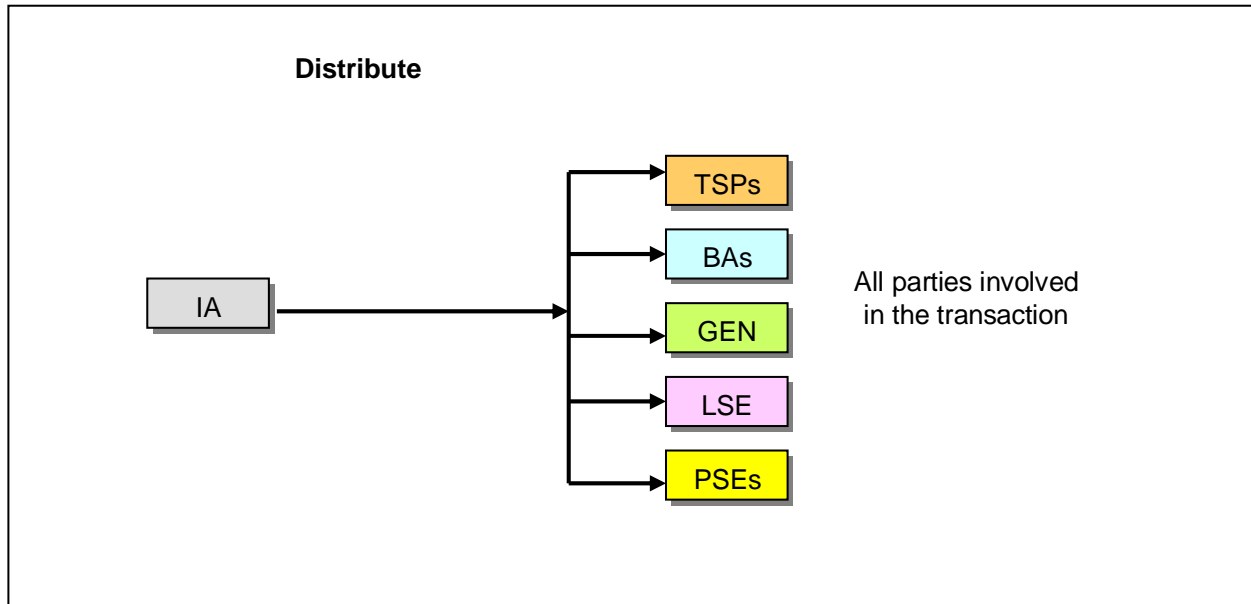 Distribute
TSPs
BAs
IA
GEN
LSE
PSEs
All parties involved
in the transaction